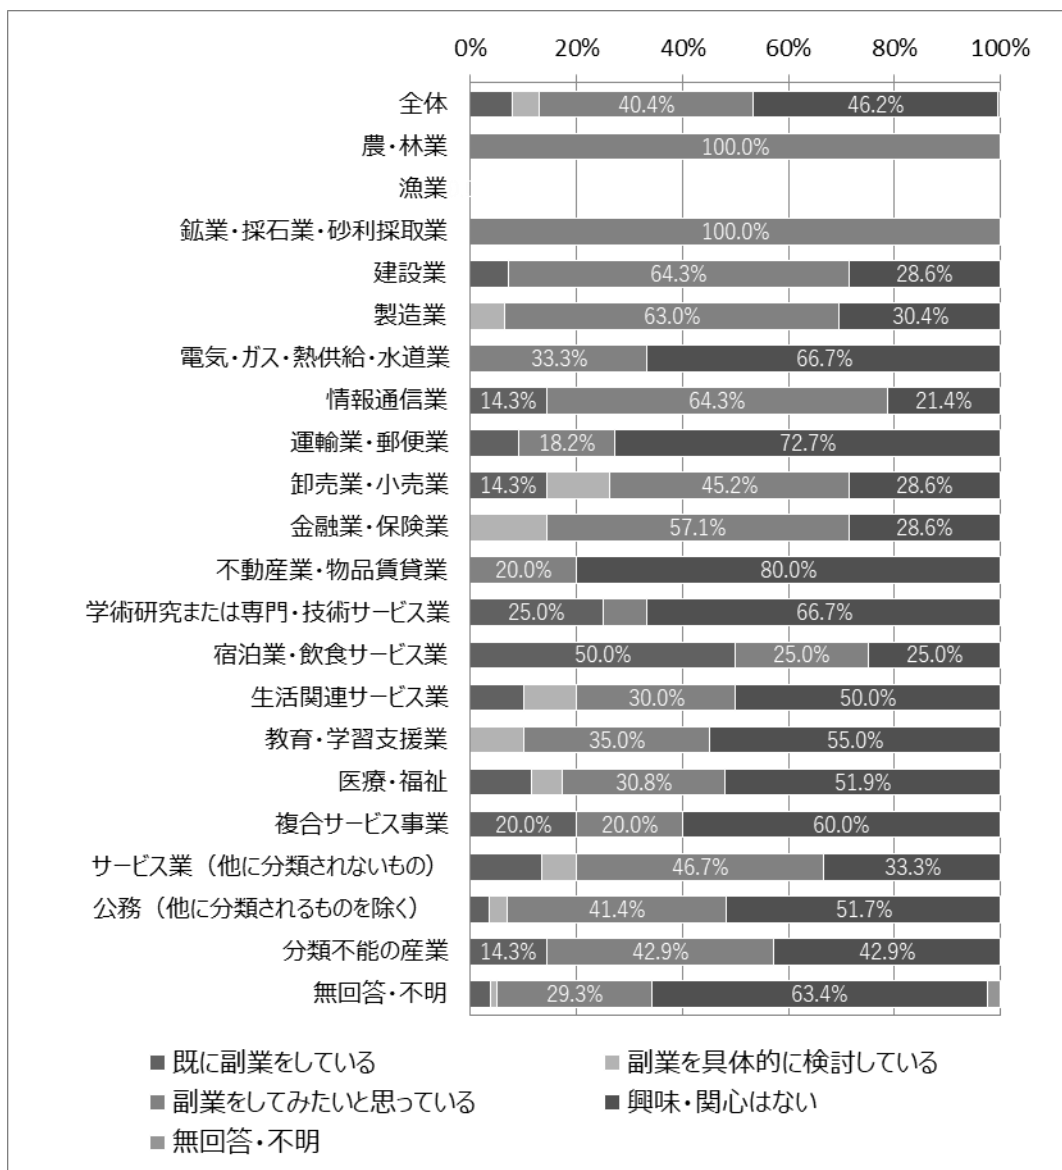 0% 20% 40% 60% 80% 100%
全体 40.4% 46.2%
農・林業 100.0%
漁業
鉱業・採石業・砂利採取業 100.0%
建設業 64.3% 28.6%
製造業 63.0% 30.4%
電気・ガス・熱供給・水道業 33.3% 66.7%
情報通信業 14.3% 64.3% 21.4%
運輸業・郵便業 18.2% 72.7%
卸売業・小売業 14.3% 45.2% 28.6%
金融業・保険業 57.1% 28.6%
不動産業・物品賃貸業 20.0% 80.0%
学術研究または専門・技術サービス業 25.0% 66.7%
宿泊業・飲食サービス業 50.0% 25.0% 25.0%
生活関連サービス業 30.0% 50.0%
教育・学習支援業 35.0% 55.0%
医療・福祉 30.8% 51.9%
複合サービス事業 20.0% 20.0% 60.0%
サービス業（他に分類されないもの） 46.7% 33.3%
公務（他に分類されるものを除く） 41.4% 51.7%
分類不能の産業 14.3% 42.9% 42.9%
無回答・不明 29.3% 63.4%
既に副業をしている 副業を具体的に検討している
副業をしてみたいと思っている 興味・関心はない
無回答・不明